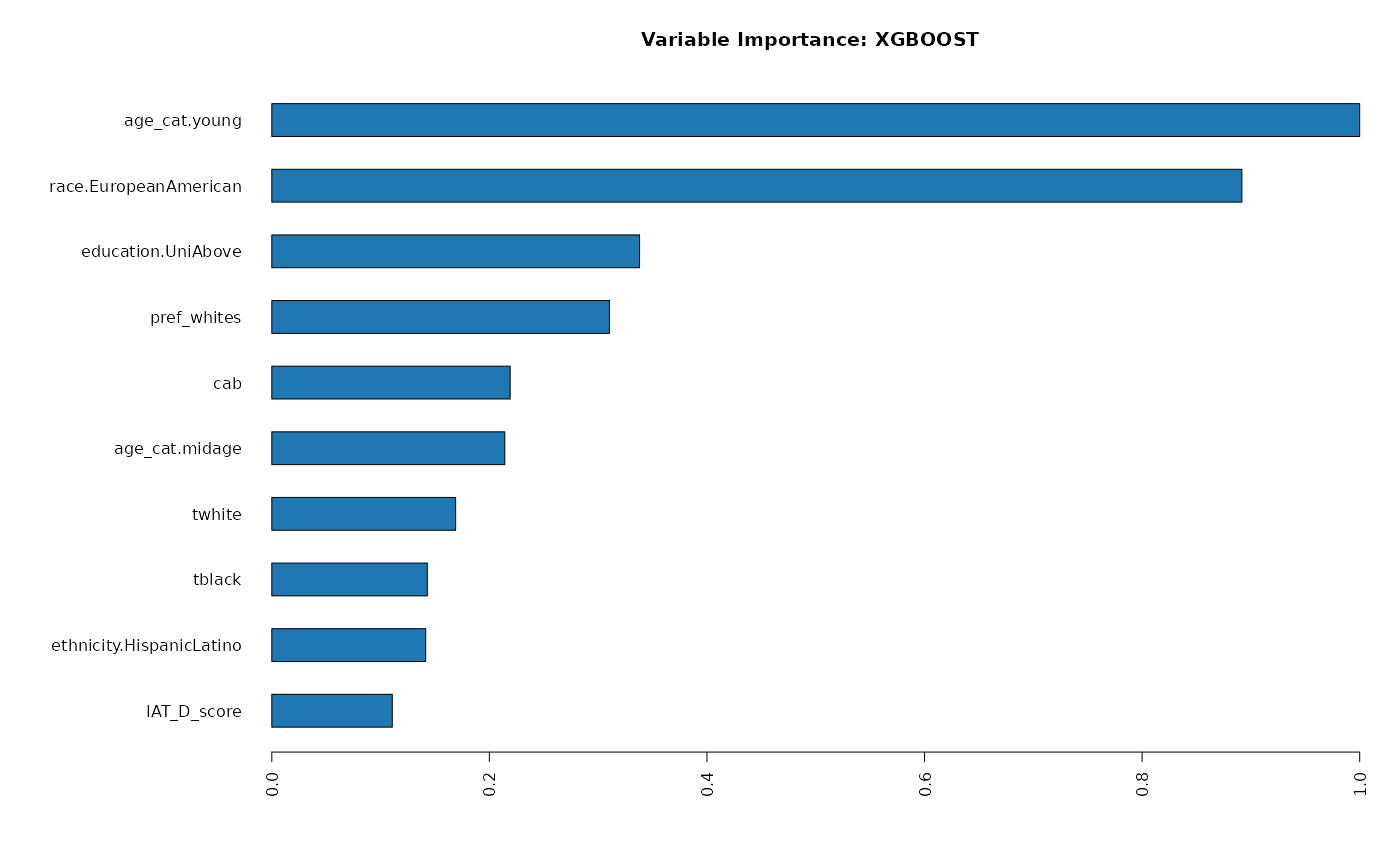 Variable Importance: XGBOOST
age_cat.young
race.EuropeanAmerican
education.UniAbove
pref_whites
cab
age_cat.midage
twhite
tblack
ethnicity.HispanicLatino
IAT_D_score
0.0
0.2
0.4
0.6
0.8
1.0